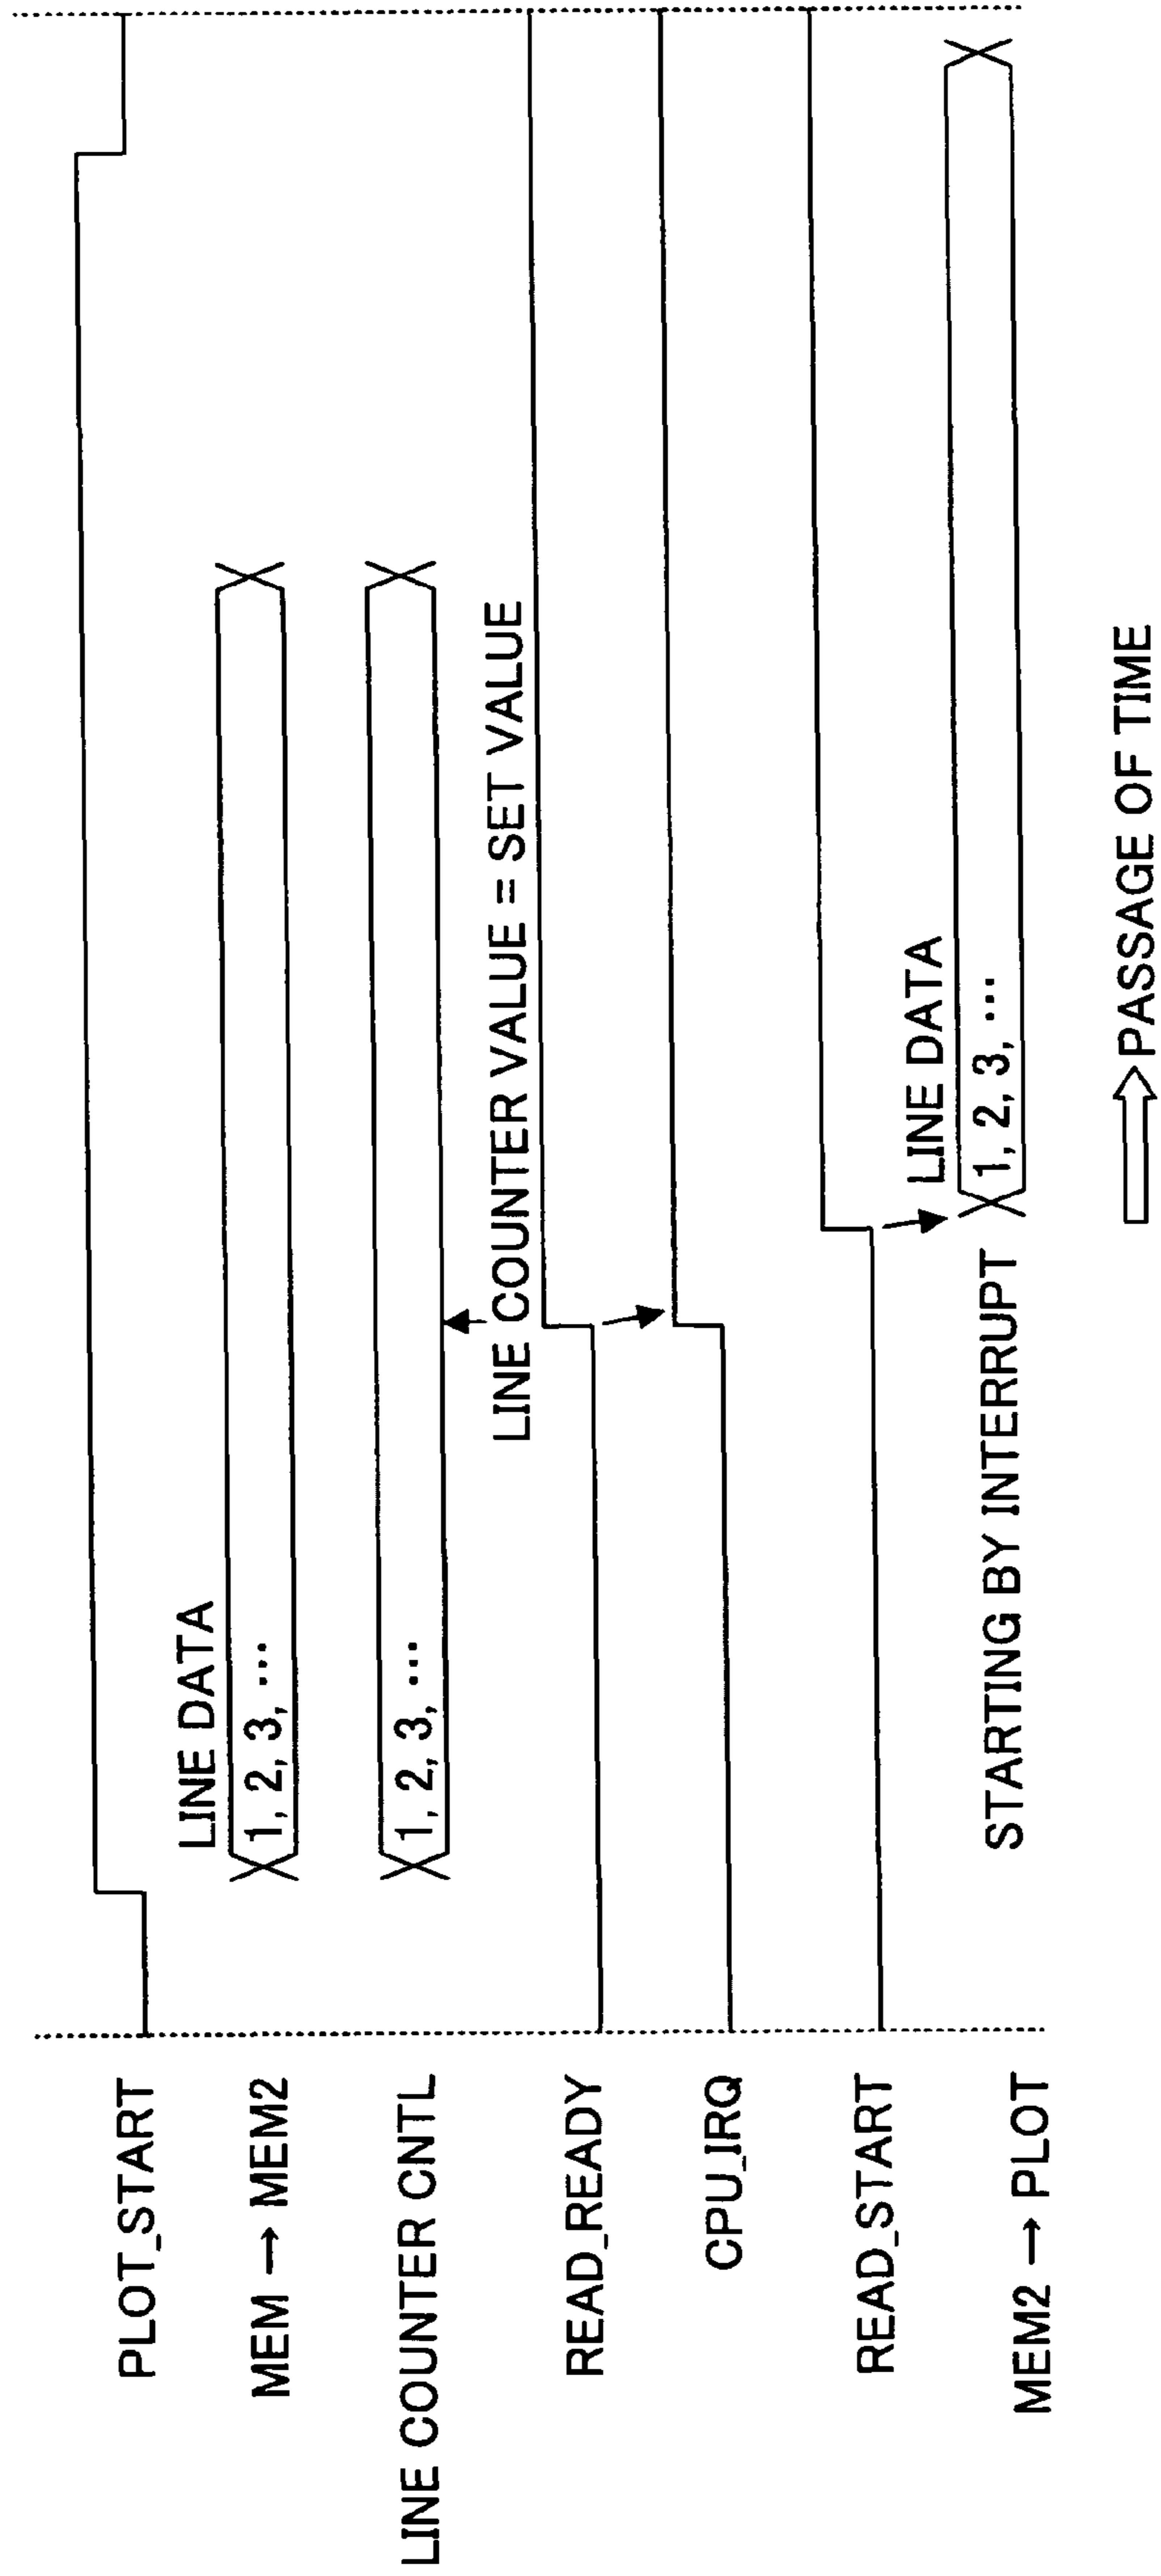 PLOT_START
LINE DATA
MEM → MEM2
1, 2, 3, ...
LINE COUNTER CNTL
1, 2, 3, ...
LINE COUNTER VALUE = SET VALUE
READ_READY
CPU_IRQ
READ_START
LINE DATA
MEM2 → PLOT
STARTING BY INTERRUPT
1, 2, 3, ...
PASSAGE OF TIME